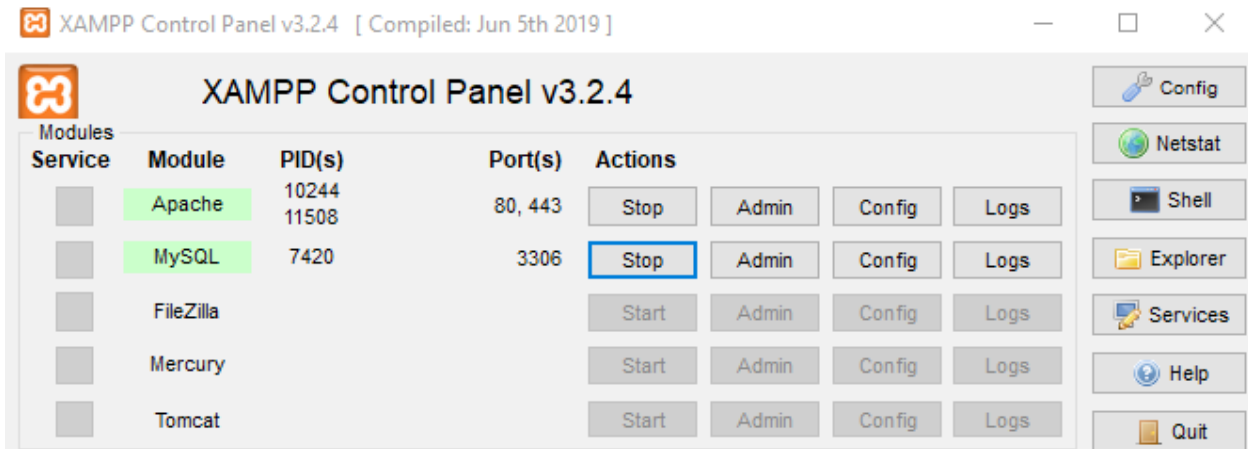 XAMPP Control Panel v3.2.4 [ Compiled: Jun 5th 2019 ]
XAMPP Control Panel v3.2.4
Config
Modules
Netstat
Service Module PID(s) Port(s) Actions
Apache 10244 11508 80, 443 Stop Admin Config Logs
Shell
MySQL 7420 3306 Stop Admin Config Logs
Explorer
FileZilla Start Admin Config Logs
Services
Mercury Start Admin Config Logs
Help
Tomcat Start Admin Config Logs
Quit